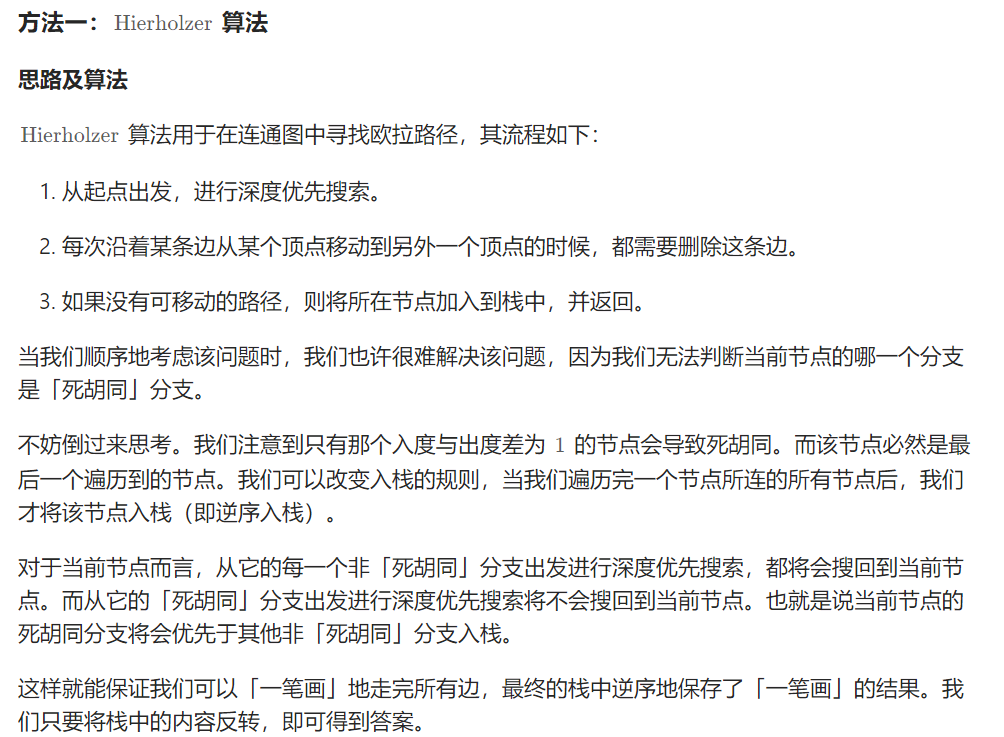 方法一：Hierholzer 算法
思路及算法
Hierholzer 算法用于在连通图中寻找欧拉路径，其流程如下：
1. 从起点出发，进行深度优先搜索。
2. 每次沿着某条边从某个顶点移动到另外一个顶点的时候，都需要删除这条边。
3. 如果没有可移动的路径，则将所在节点加入到栈中，并返回。
当我们顺序地考虑该问题时，我们也许很难解决该问题，因为我们无法判断当前节点的哪一个分支
是「死胡同」分支。
不妨倒过来思考。我们注意到只有那个入度与出度差为 1 的节点会导致死胡同。而该节点必然是最
后一个遍历到的节点。我们可以改变入栈的规则，当我们遍历完一个节点所连的所有节点后，我们
才将该节点入栈（即逆序入栈）。
对于当前节点而言，从它的每一个非「死胡同」分支出发进行深度优先搜索，都将会搜回到当前节
点。而从它的「死胡同」分支出发进行深度优先搜索将不会搜回到当前节点。也就是说当前节点的
死胡同分支将会优先于其他非「死胡同」分支入栈。
这样就能保证我们可以「一笔画」地走完所有边，最终的栈中逆序地保存了「一笔画」的结果。我
们只要将栈中的内容反转，即可得到答案。